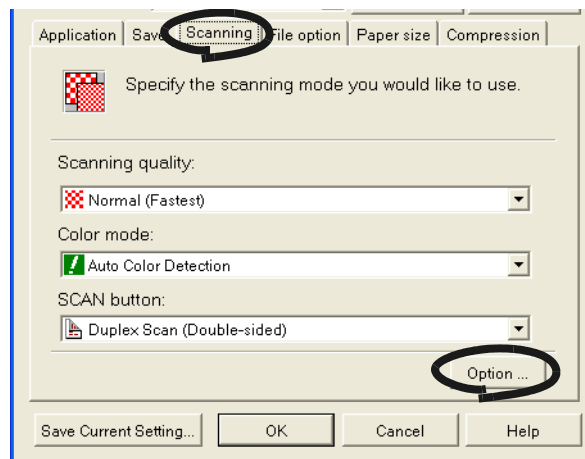 Application Save Scanning File option Paper size Compression
Specify the scanning mode you would like to use.
Scanning quality:
Normal (Fastest)
Color mode:
Auto Color Detection
SCAN button:
Duplex Scan (Double-sided)
Option ...
Save Current Setting... OK Cancel Help